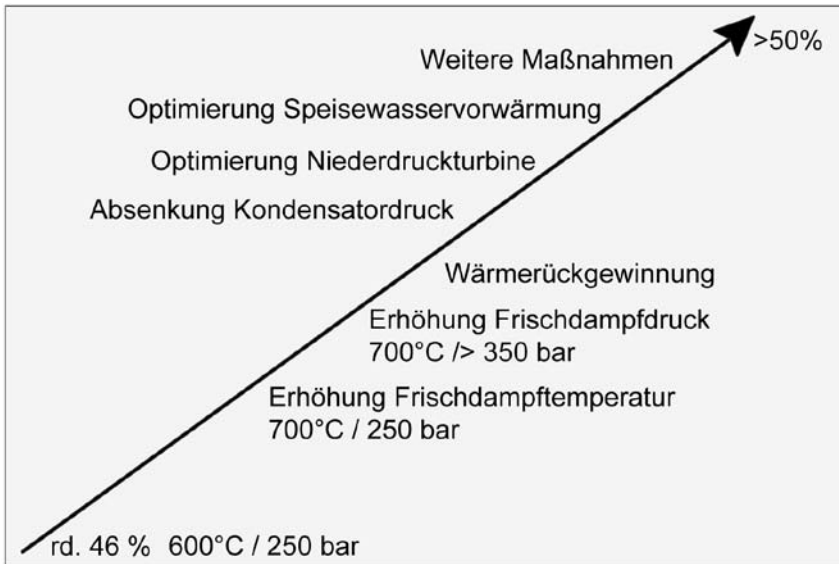 >50%
Weitere Maßnahmen
Optimierung Speisewasservorwärmung
Optimierung Niederdruckturbine
Absenkung Kondensatordruck
Wärmerückgewinnung
Erhöhung Frischdampfdruck
700°C /> 350 bar
Erhöhung Frischdampftemperatur
700°C / 250 bar
rd. 46 % 600°C / 250 bar